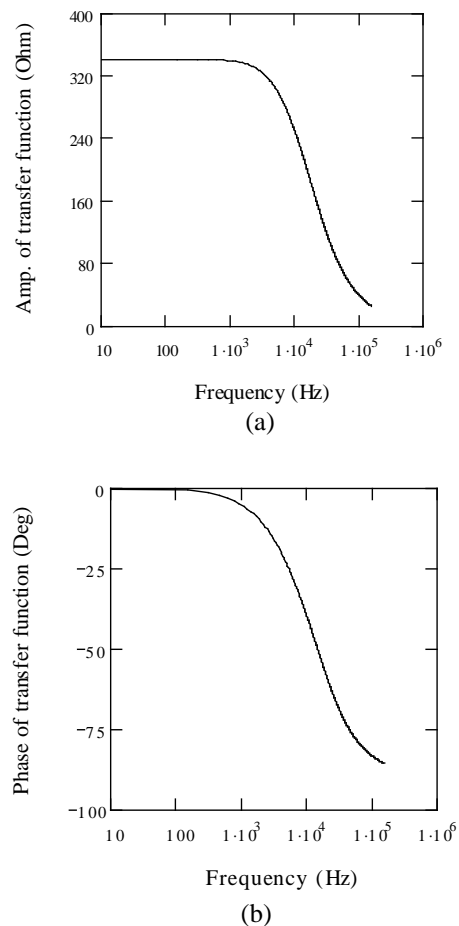 Amp. of transfer function (Ohm)
400
320
240
160
80
0
10 100 1·10³ 1·10⁴ 1·10⁵ 1·10⁶
Frequency (Hz)
(a)
Phase of transfer function (Deg)
0
−25
−50
−75
−100
10 100 1·10³ 1·10⁴ 1·10⁵ 1·10⁶
Frequency (Hz)
(b)